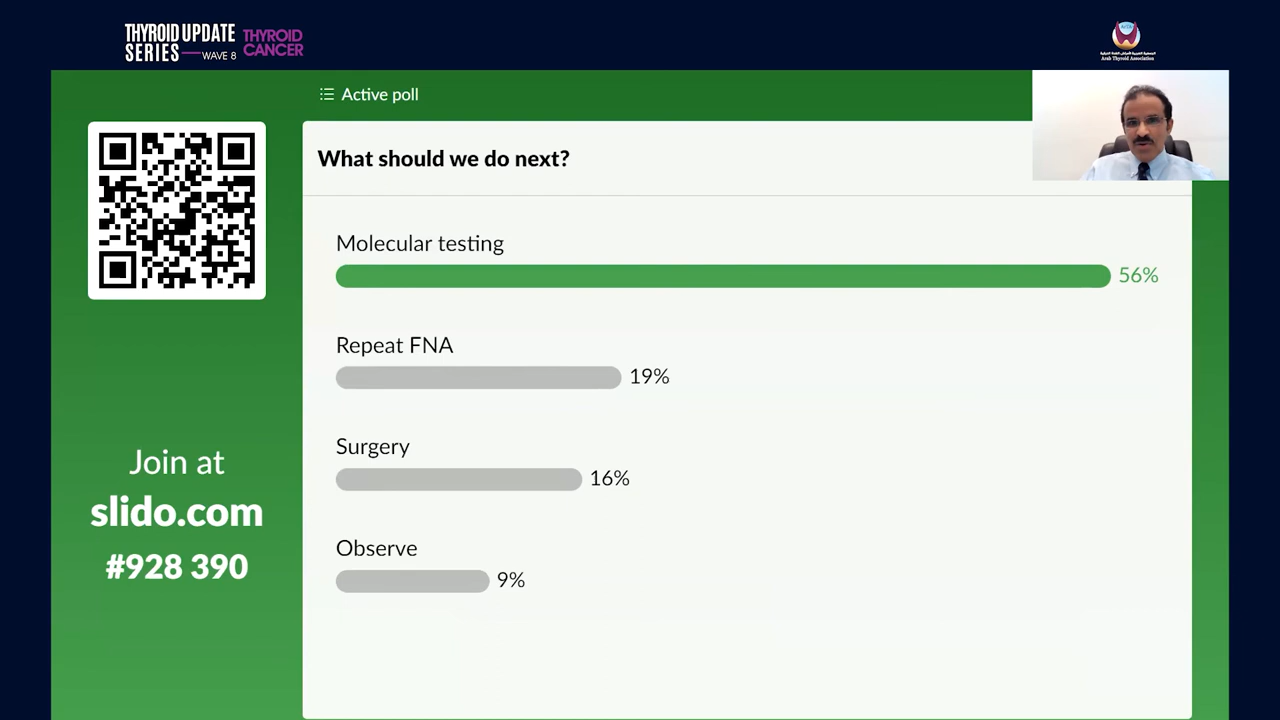 THYROID UPDATE
SERIES — WAVE 8
THYROID
CANCER
Arab Thyroid Association
Active poll
What should we do next?
Molecular testing
56%
Repeat FNA
19%
Surgery
16%
Observe
9%
Join at
slido.com
#928 390